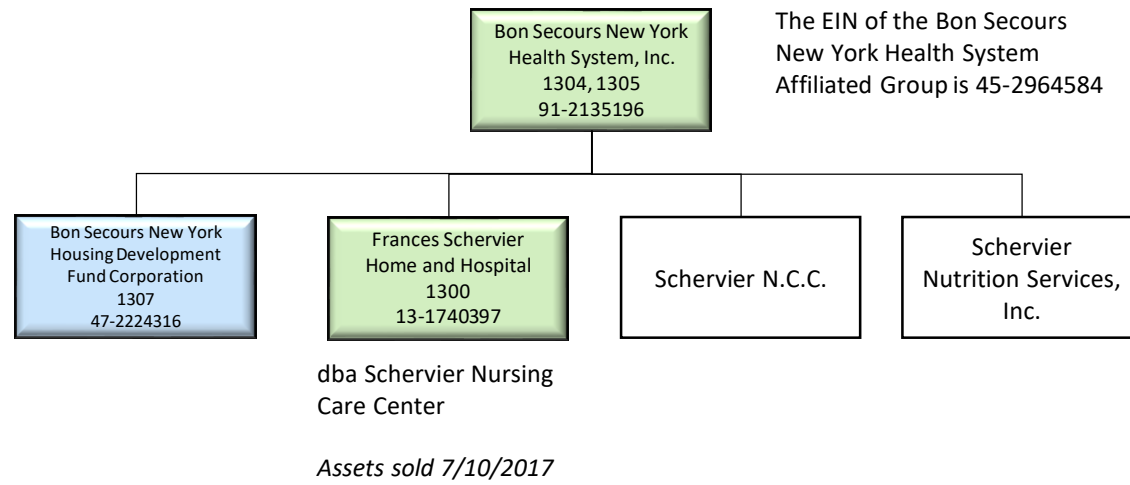 Bon Secours New York
Health System, Inc.
1304, 1305
91-2135196
The EIN of the Bon Secours
New York Health System
Affiliated Group is 45-2964584
Bon Secours New York
Housing Development
Fund Corporation
1307
47-2224316
Frances Schervier
Home and Hospital
1300
13-1740397
Schervier N.C.C.
Schervier
Nutrition Services,
Inc.
dba Schervier Nursing
Care Center
Assets sold 7/10/2017